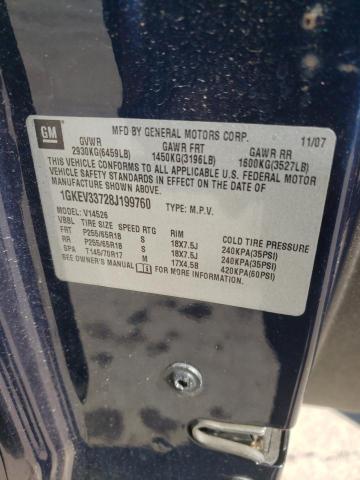 GM
MFD BY GENERAL MOTORS CORP. 11/07
GVWR GAWR FRT GAWR RR
2930KG(6459LB) 1450KG(3196LB) 1600KG(3527LB)
THIS VEHICLE CONFORMS TO ALL APPLICABLE U.S. FEDERAL MOTOR
VEHICLE SAFETY STANDARDS IN EFFECT ON THE DATE OF
MANUFACTURE SHOWN ABOVE.
1GKEV33728J199760 TYPE: M.P.V.
MODEL: V14526
VBBL TIRE SIZE SPEED RTG RIM COLD TIRE PRESSURE
FRT P255/65R18 S 18X7.5J 240KPA(35PSI)
RR P255/65R18 S 18X7.5J 240KPA(35PSI)
SPA T145/70R17 M 17X4.5B 420KPA(60PSI)
SEE OWNER'S MANUAL FOR MORE INFORMATION.